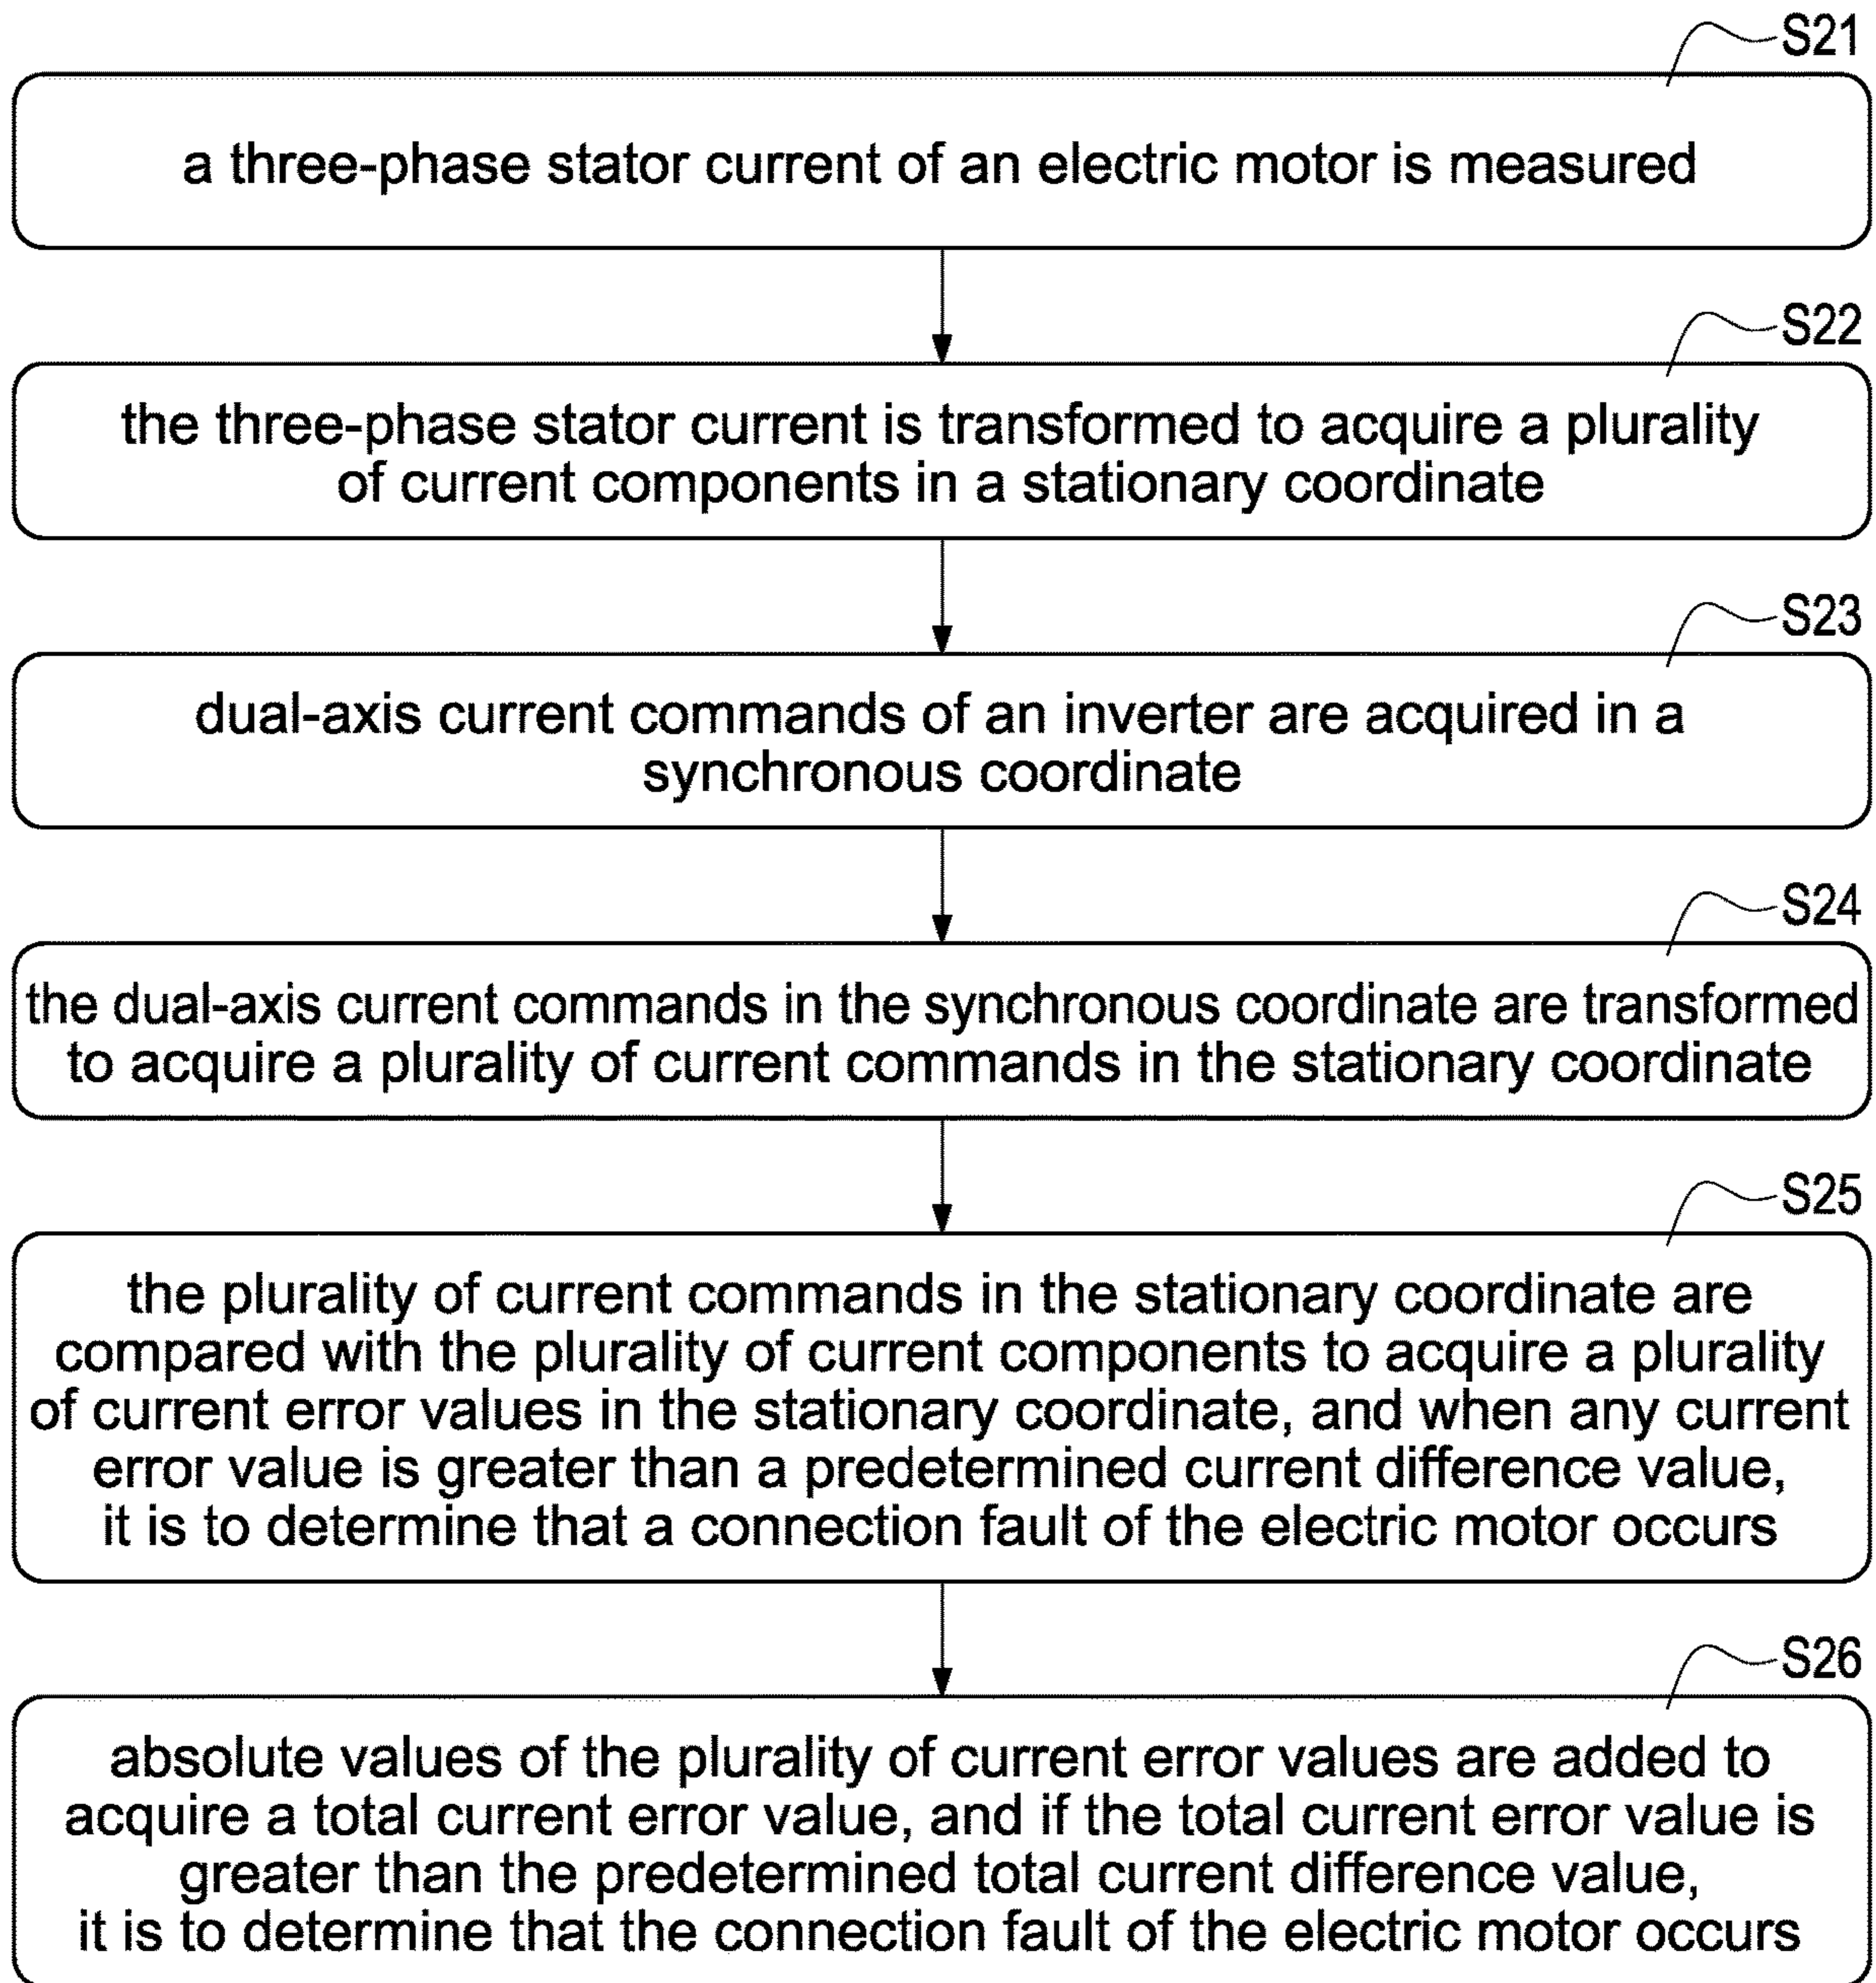 S21
a three-phase stator current of an electric motor is measured
S22
the three-phase stator current is transformed to acquire a plurality
of current components in a stationary coordinate
S23
dual-axis current commands of an inverter are acquired in a
synchronous coordinate
S24
the dual-axis current commands in the synchronous coordinate are transformed
to acquire a plurality of current commands in the stationary coordinate
S25
the plurality of current commands in the stationary coordinate are
compared with the plurality of current components to acquire a plurality
of current error values in the stationary coordinate, and when any current
error value is greater than a predetermined current difference value,
it is to determine that a connection fault of the electric motor occurs
S26
absolute values of the plurality of current error values are added to
acquire a total current error value, and if the total current error value is
greater than the predetermined total current difference value,
it is to determine that the connection fault of the electric motor occurs